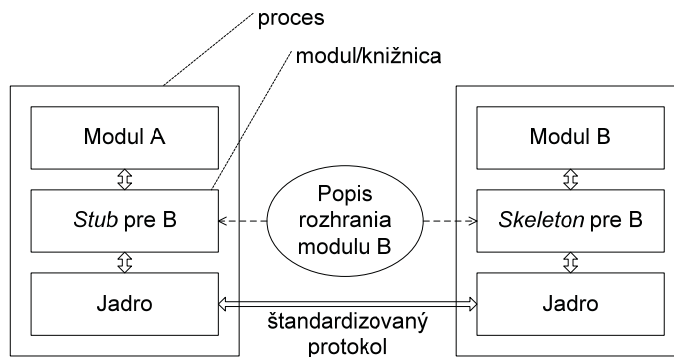 proces
modul/knižnica
Modul A
Modul B
Stub pre B
Popis
rozhrania
modulu B
Skeleton pre B
Jadro
Jadro
štandardizovaný
protokol